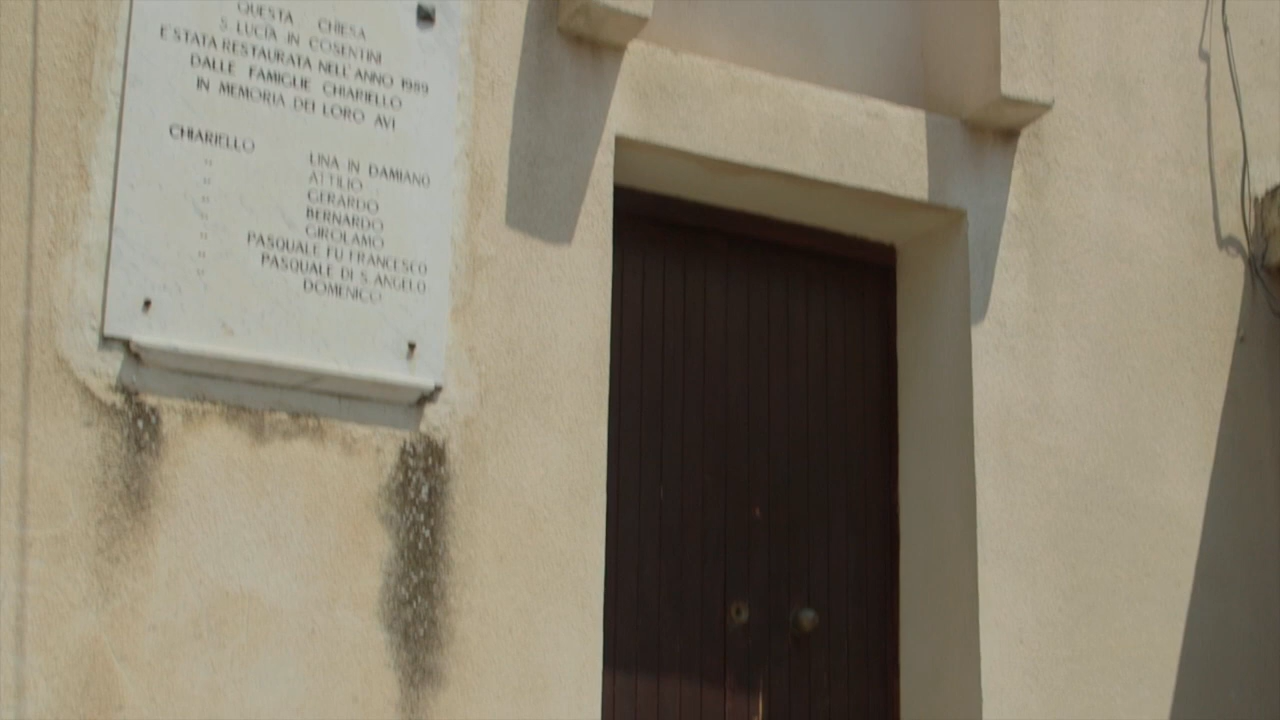 QUESTA CHIESA
S. LUCIA IN COSENTINI
E' STATA RESTAURATA NELL'ANNO 1989
DALLE FAMIGLIE CHIARIELLO
IN MEMORIA DEI LORO AVI
CHIARIELLO LINA IN DAMIANO
" ATTILIO
" GERARDO
" BERNARDO
" GIROLAMO
" PASQUALE FU FRANCESCO
" PASQUALE DI S. ANGELO
" DOMENICO